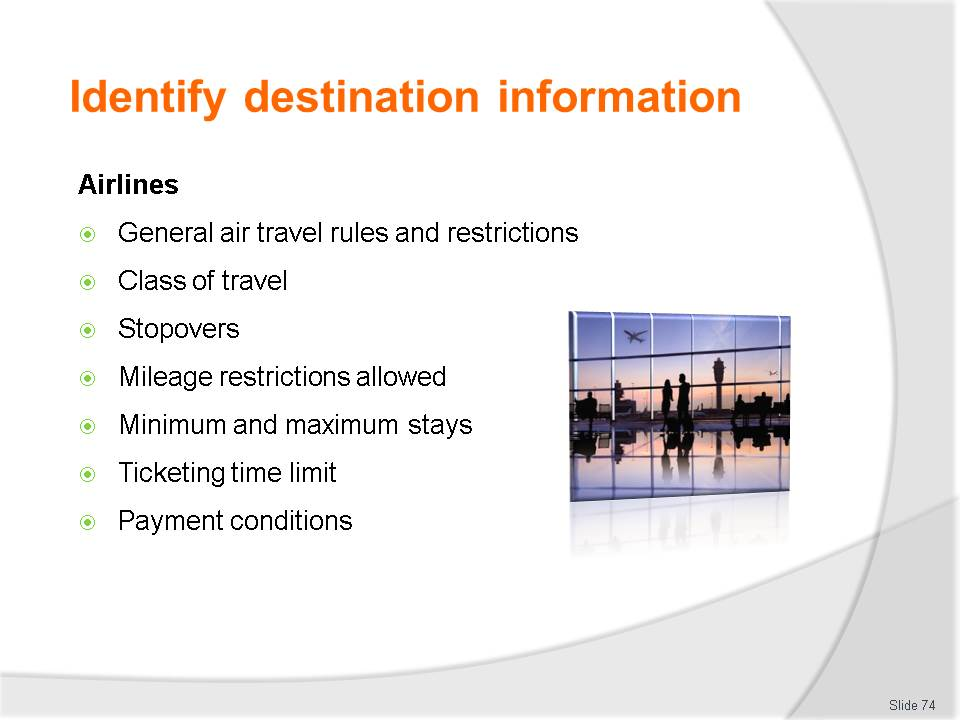 Identify destination information
Airlines
General air travel rules and restrictions
Class of travel
Stopovers
Mileage restrictions allowed
Minimum and maximum stays
Ticketing time limit
Payment conditions
Slide 74